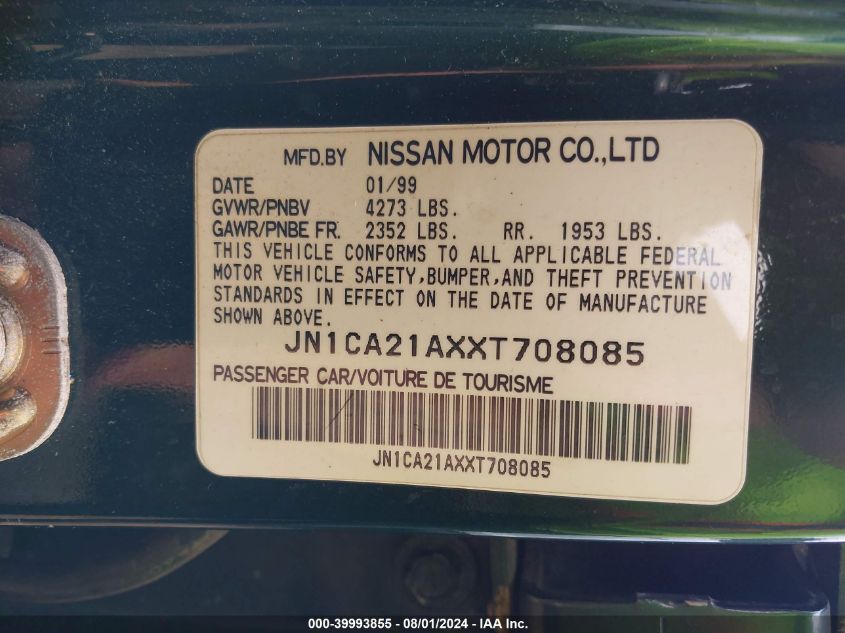 MFD.BY NISSAN MOTOR CO.,LTD
DATE 01/99
GVWR/PNBV 4273 LBS.
GAWR/PNBE FR. 2352 LBS. RR. 1953 LBS.
THIS VEHICLE CONFORMS TO ALL APPLICABLE FEDERAL
MOTOR VEHICLE SAFETY,BUMPER,AND THEFT PREVENTION
STANDARDS IN EFFECT ON THE DATE OF MANUFACTURE
SHOWN ABOVE.
JN1CA21AXXT708085
PASSENGER CAR/VOITURE DE TOURISME
JN1CA21AXXT708085
000-39993855 - 08/01/2024 - IAA Inc.